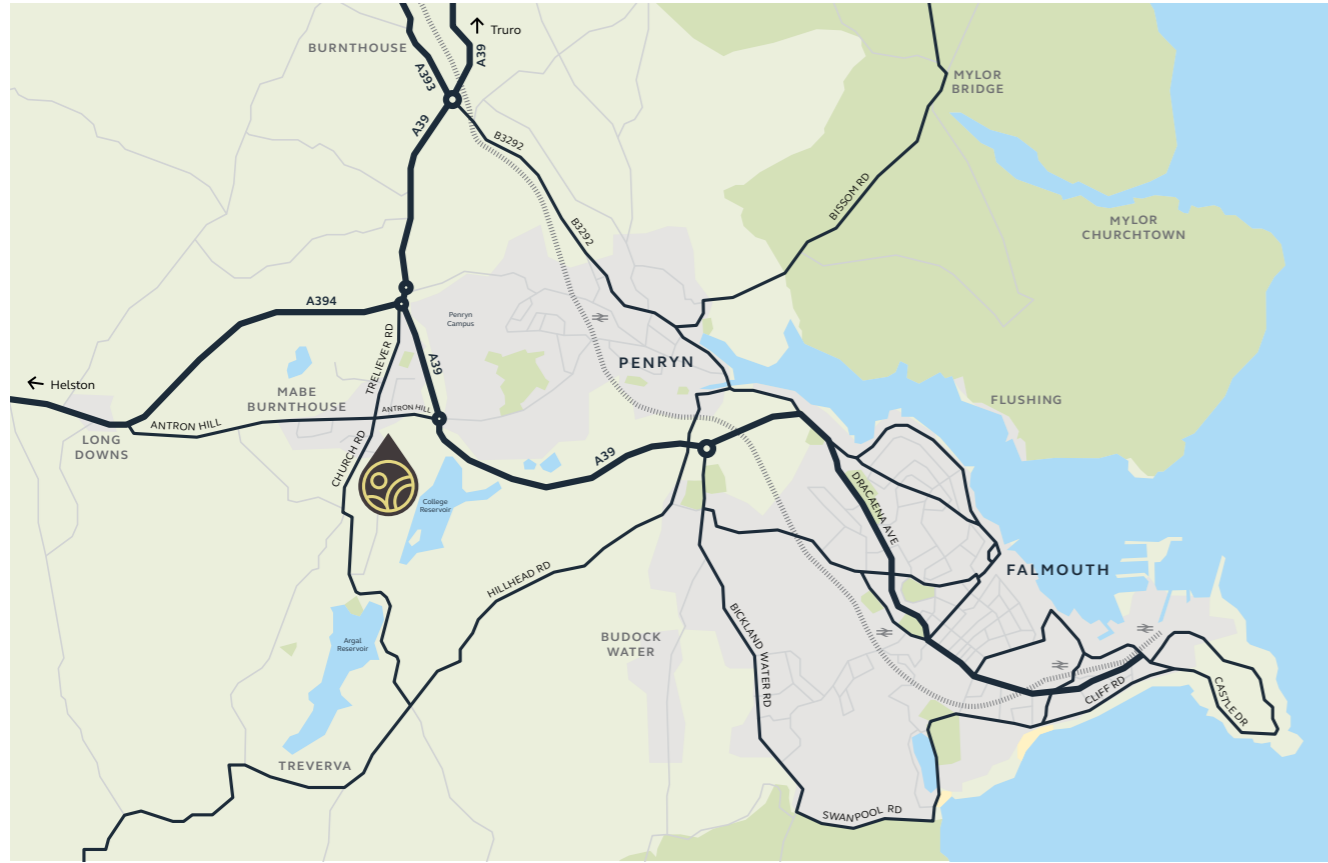 Truro
BURNTHOUSE
A393
A39
MYLOR
BRIDGE
A39
B3292
BISSOM RD
B3292
MYLOR
CHURCHTOWN
A394
Penryn
Campus
TRELIEVER RD
A39
PENRYN
Helston
MABE
BURNTHOUSE
FLUSHING
ANTRON HILL
ANTRON HILL
LONG
DOWNS
CHURCH RD
A39
College
Reservoir
DRACAENA AVE
HILLHEAD RD
FALMOUTH
BICKLAND WATER RD
Argal
Reservoir
BUDOCK
WATER
CLIFF RD
CASTLE DR
TREVERVA
SWANPOOL RD